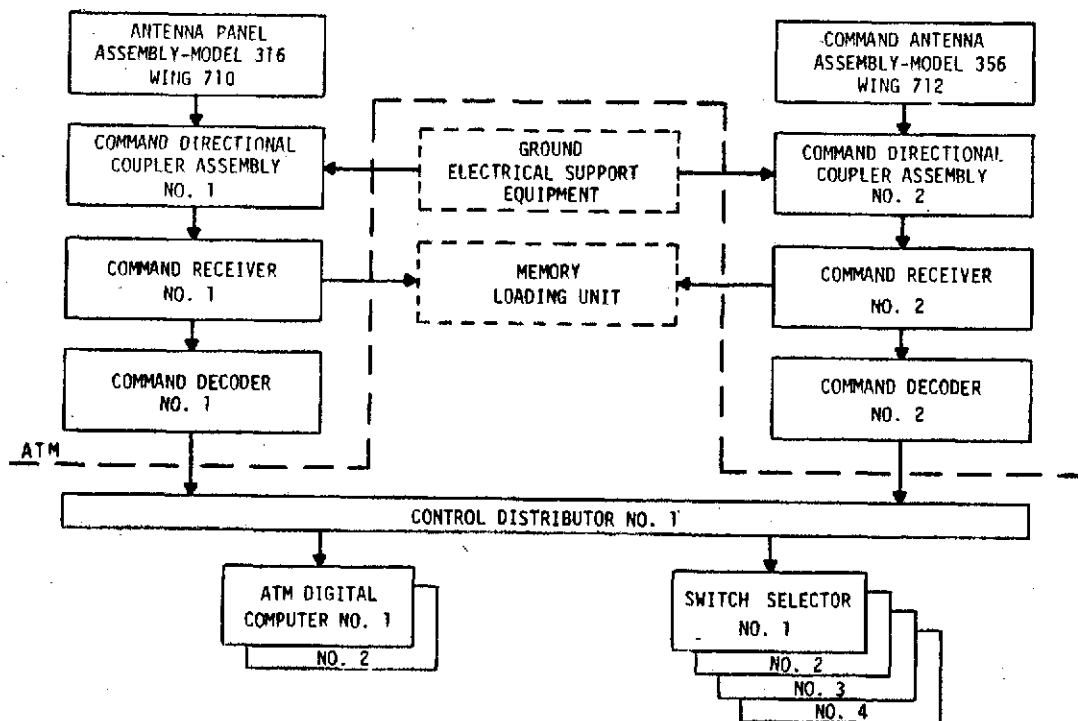 ANTENNA PANEL
ASSEMBLY-MODEL 316
WING 710
COMMAND ANTENNA
ASSEMBLY-MODEL 356
WING 712
COMMAND DIRECTIONAL
COUPLER ASSEMBLY
NO. 1
GROUND
ELECTRICAL SUPPORT
EQUIPMENT
COMMAND DIRECTIONAL
COUPLER ASSEMBLY
NO. 2
COMMAND RECEIVER
NO. 1
MEMORY
LOADING UNIT
COMMAND RECEIVER
NO. 2
COMMAND DECODER
NO. 1
COMMAND DECODER
NO. 2
ATM
CONTROL DISTRIBUTOR NO. 1
ATM DIGITAL
COMPUTER NO. 1
NO. 2
SWITCH SELECTOR
NO. 1
NO. 2
NO. 3
NO. 4